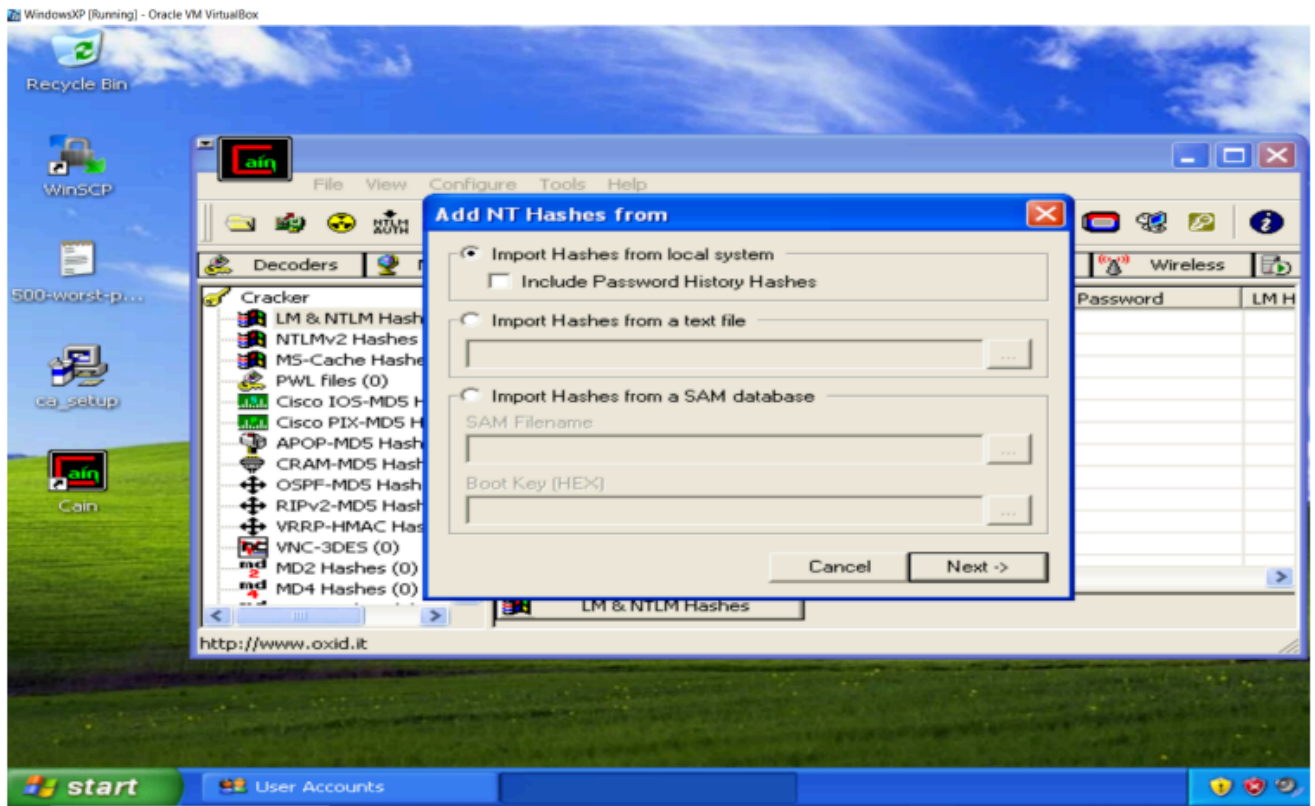 WindowsXP [Running] - Oracle VM VirtualBox
Recycle Bin
WinSCP
500-worst-p...
ca_setup
Cain
Caín
File View Configure Tools Help
NTLM
AUTH
Decoders
Wireless
Cracker
LM & NTLM Hash
NTLMv2 Hashes
MS-Cache Hashe
PWL files (0)
Cisco IOS-MD5 H
Cisco PIX-MD5 H
APOP-MD5 Hash
CRAM-MD5 Hash
OSPF-MD5 Hash
RIPv2-MD5 Hash
VRRP-HMAC Has
VNC-3DES (0)
MD2 Hashes (0)
MD4 Hashes (0)
Password LM H
Add NT Hashes from
Import Hashes from local system
Include Password History Hashes
Import Hashes from a text file
...
Import Hashes from a SAM database
SAM Filename
...
Boot Key (HEX)
...
Cancel Next ->
LM & NTLM Hashes
http://www.oxid.it
start User Accounts